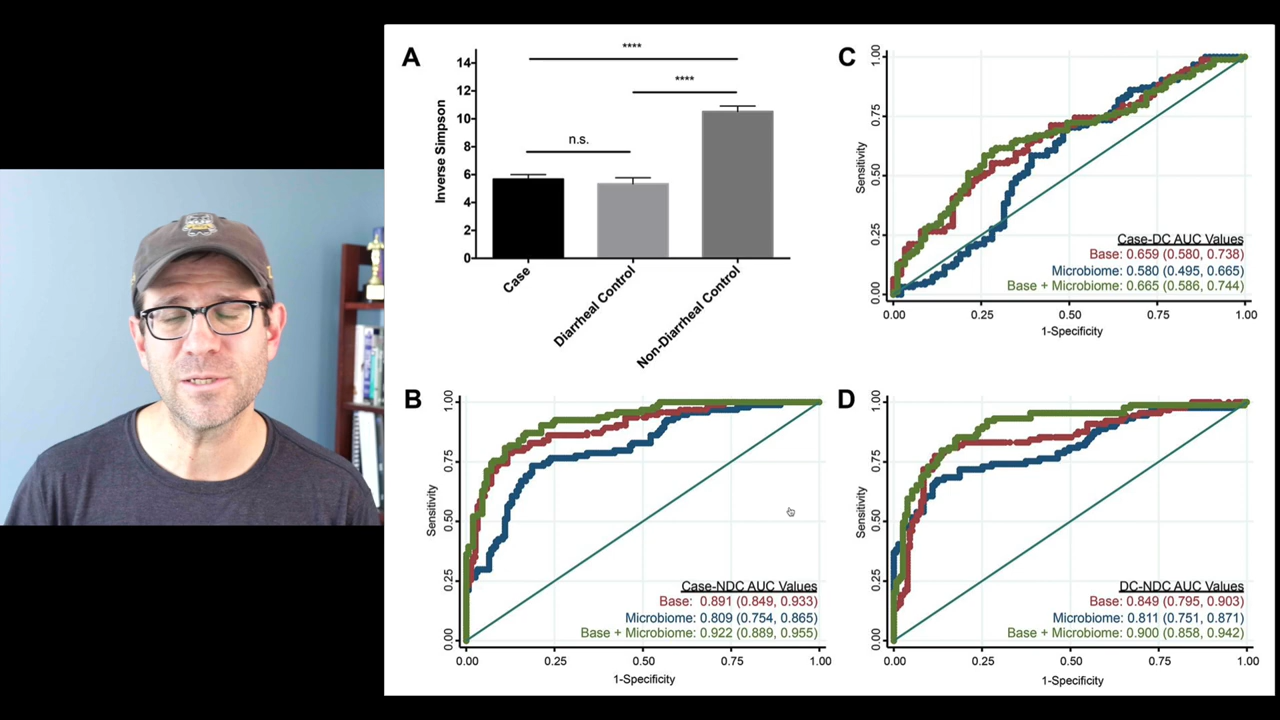 A
****
****
n.s.
Inverse Simpson
14
12
10
8
6
4
2
0
Case
Diarrheal Control
Non-Diarrheal Control
C
Sensitivity
1.00
0.75
0.50
0.25
0.00
Case-DC AUC Values
Base: 0.659 (0.580, 0.738)
Microbiome: 0.580 (0.495, 0.665)
Base + Microbiome: 0.665 (0.586, 0.744)
0.00 0.25 0.50 0.75 1.00
1-Specificity
B
Sensitivity
1.00
0.75
0.50
0.25
0.00
Case-NDC AUC Values
Base: 0.891 (0.849, 0.933)
Microbiome: 0.809 (0.754, 0.865)
Base + Microbiome: 0.922 (0.889, 0.955)
0.00 0.25 0.50 0.75 1.00
1-Specificity
D
Sensitivity
1.00
0.75
0.50
0.25
0.00
DC-NDC AUC Values
Base: 0.849 (0.795, 0.903)
Microbiome: 0.811 (0.751, 0.871)
Base + Microbiome: 0.900 (0.858, 0.942)
0.00 0.25 0.50 0.75 1.00
1-Specificity